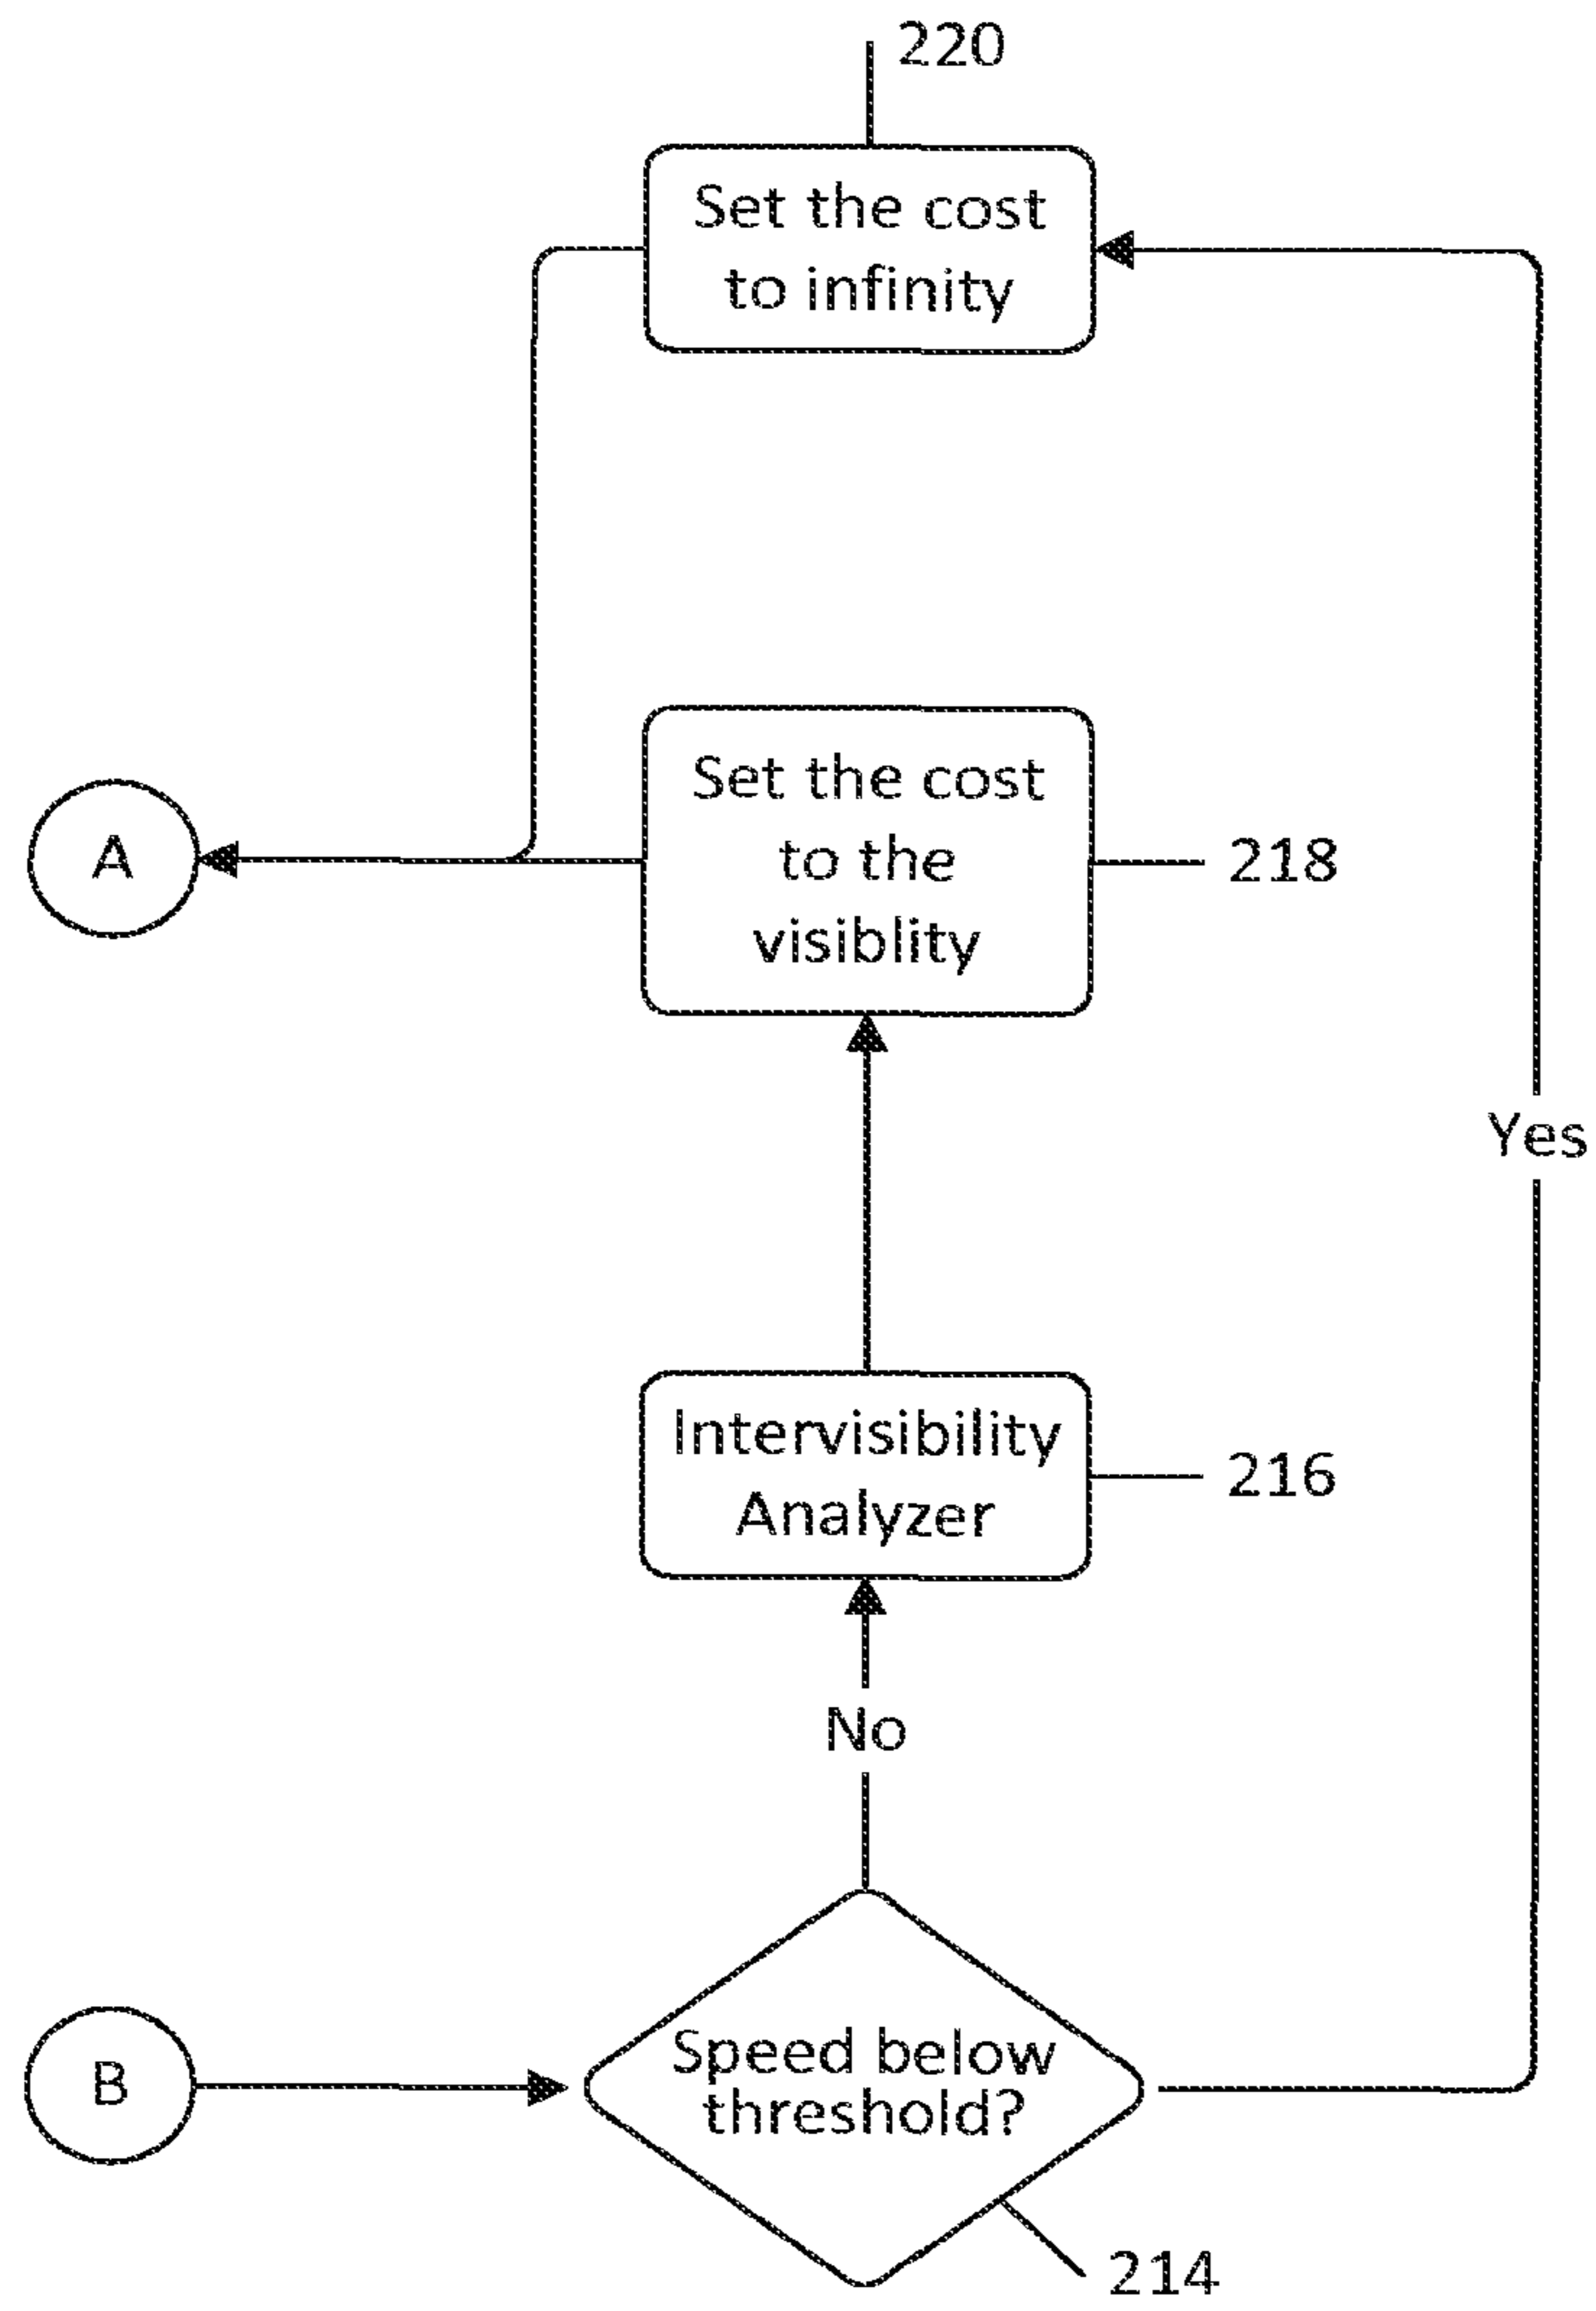 220
Set the cost
to infinity
A
Set the cost
to the
visiblity
218
Yes
Intervisibility
Analyzer
216
No
B
Speed below
threshold?
214